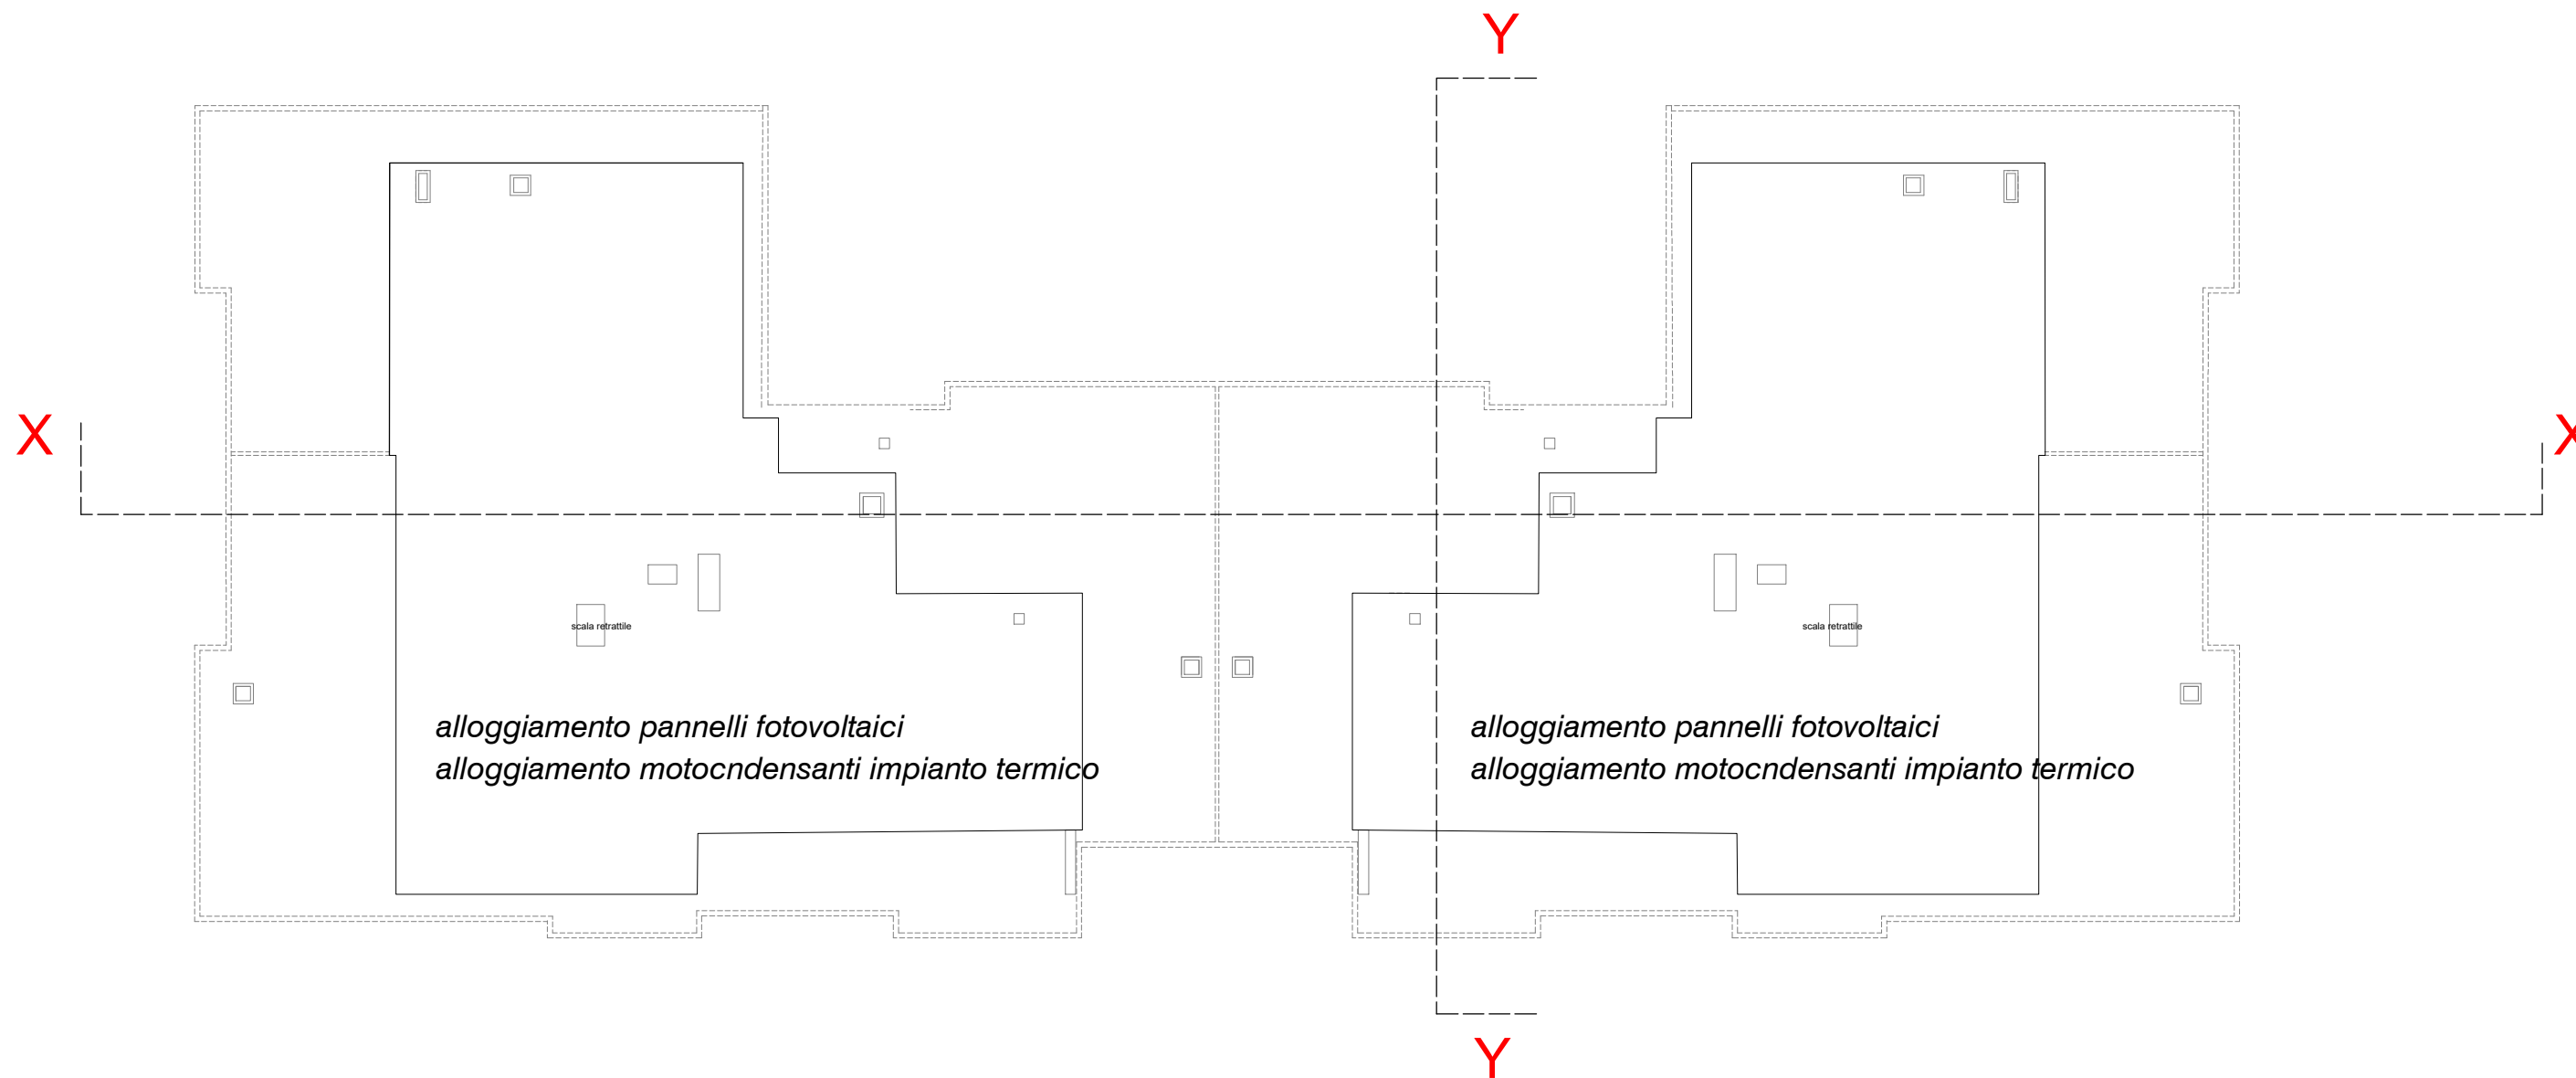 Y
X
X
scala retrattile
scala retrattile
alloggiamento pannelli fotovoltaici
alloggiamento motocndensanti impianto termico
alloggiamento pannelli fotovoltaici
alloggiamento motocndensanti impianto termico
Y